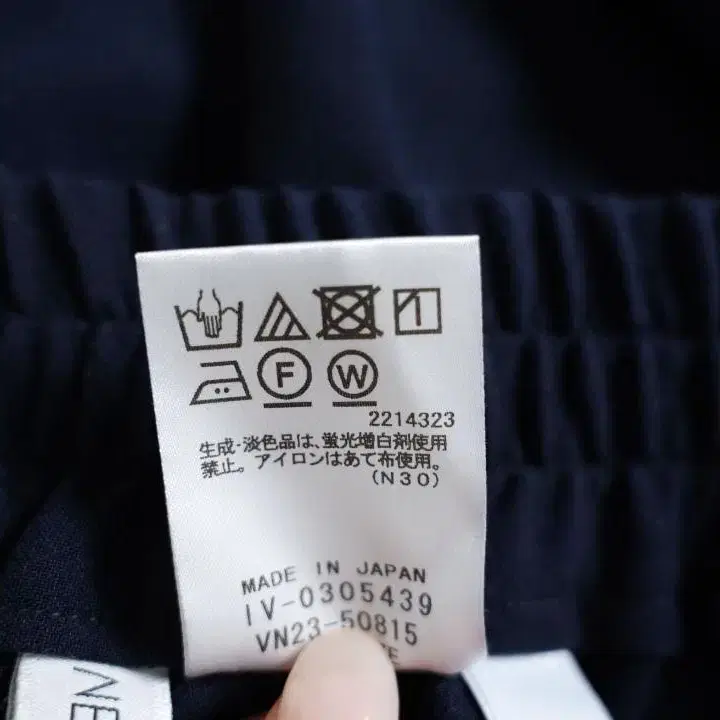 F W
2214323
生成・淡色品は、蛍光増白剤使用
禁止。アイロンはあて布使用。
(N30)
MADE IN JAPAN
IV-0305439
VN23-50815